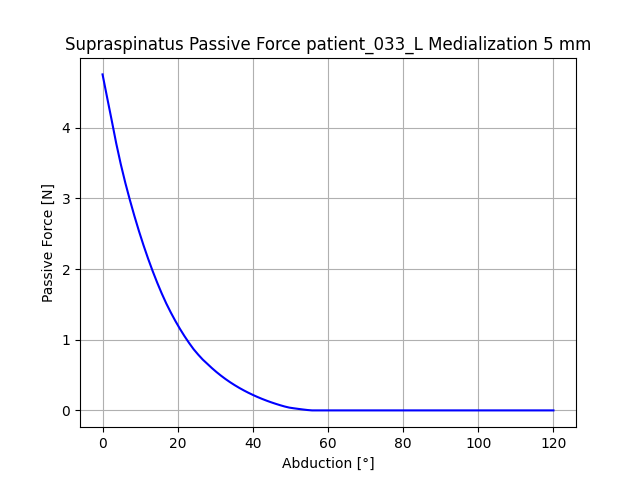 Supraspinatus Passive Force patient_033_L Medialization 5 mm
Passive Force [N]
4
3
2
1
0
0 20 40 60 80 100 120
Abduction [°]